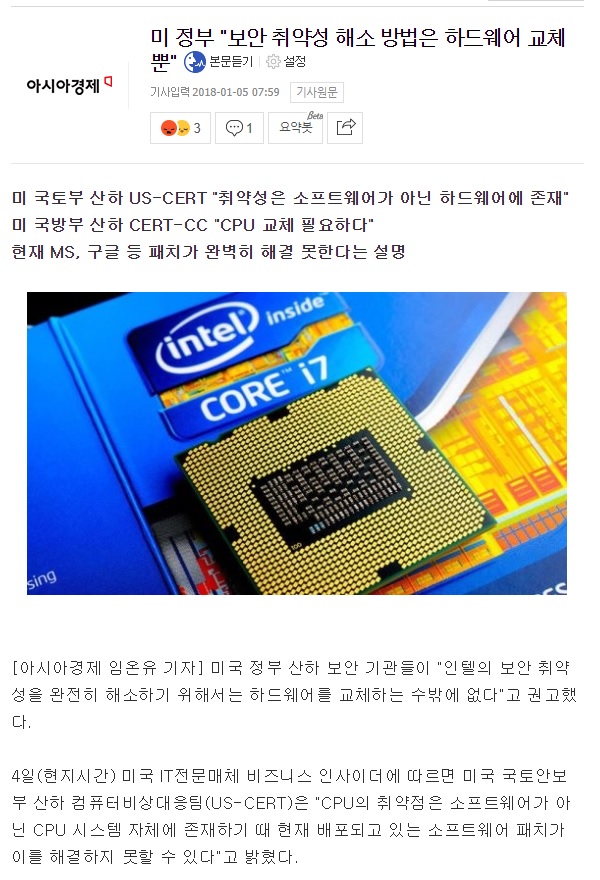 미 정부 "보안 취약성 해소 방법은 하드웨어 교체
뿐" 본문듣기 설정
아시아경제
기사입력 2018-01-05 07:59 기사원문
3 1 요약봇 Beta
미 국토부 산하 US-CERT "취약성은 소프트웨어가 아닌 하드웨어에 존재"
미 국방부 산하 CERT-CC "CPU 교체 필요하다"
현재 MS, 구글 등 패치가 완벽히 해결 못한다는 설명
intel inside™
CORE™ i7
sing
[아시아경제 임온유 기자] 미국 정부 산하 보안 기관들이 "인텔의 보안 취약
성을 완전히 해소하기 위해서는 하드웨어를 교체하는 수밖에 없다"고 권고했
다.
4일(현지시간) 미국 IT전문매체 비즈니스 인사이더에 따르면 미국 국토안보
부 산하 컴퓨터비상대응팀(US-CERT)은 "CPU의 취약점은 소프트웨어가 아
닌 CPU 시스템 자체에 존재하기 때 현재 배포되고 있는 소프트웨어 패치가
이를 해결하지 못할 수 있다"고 밝혔다.